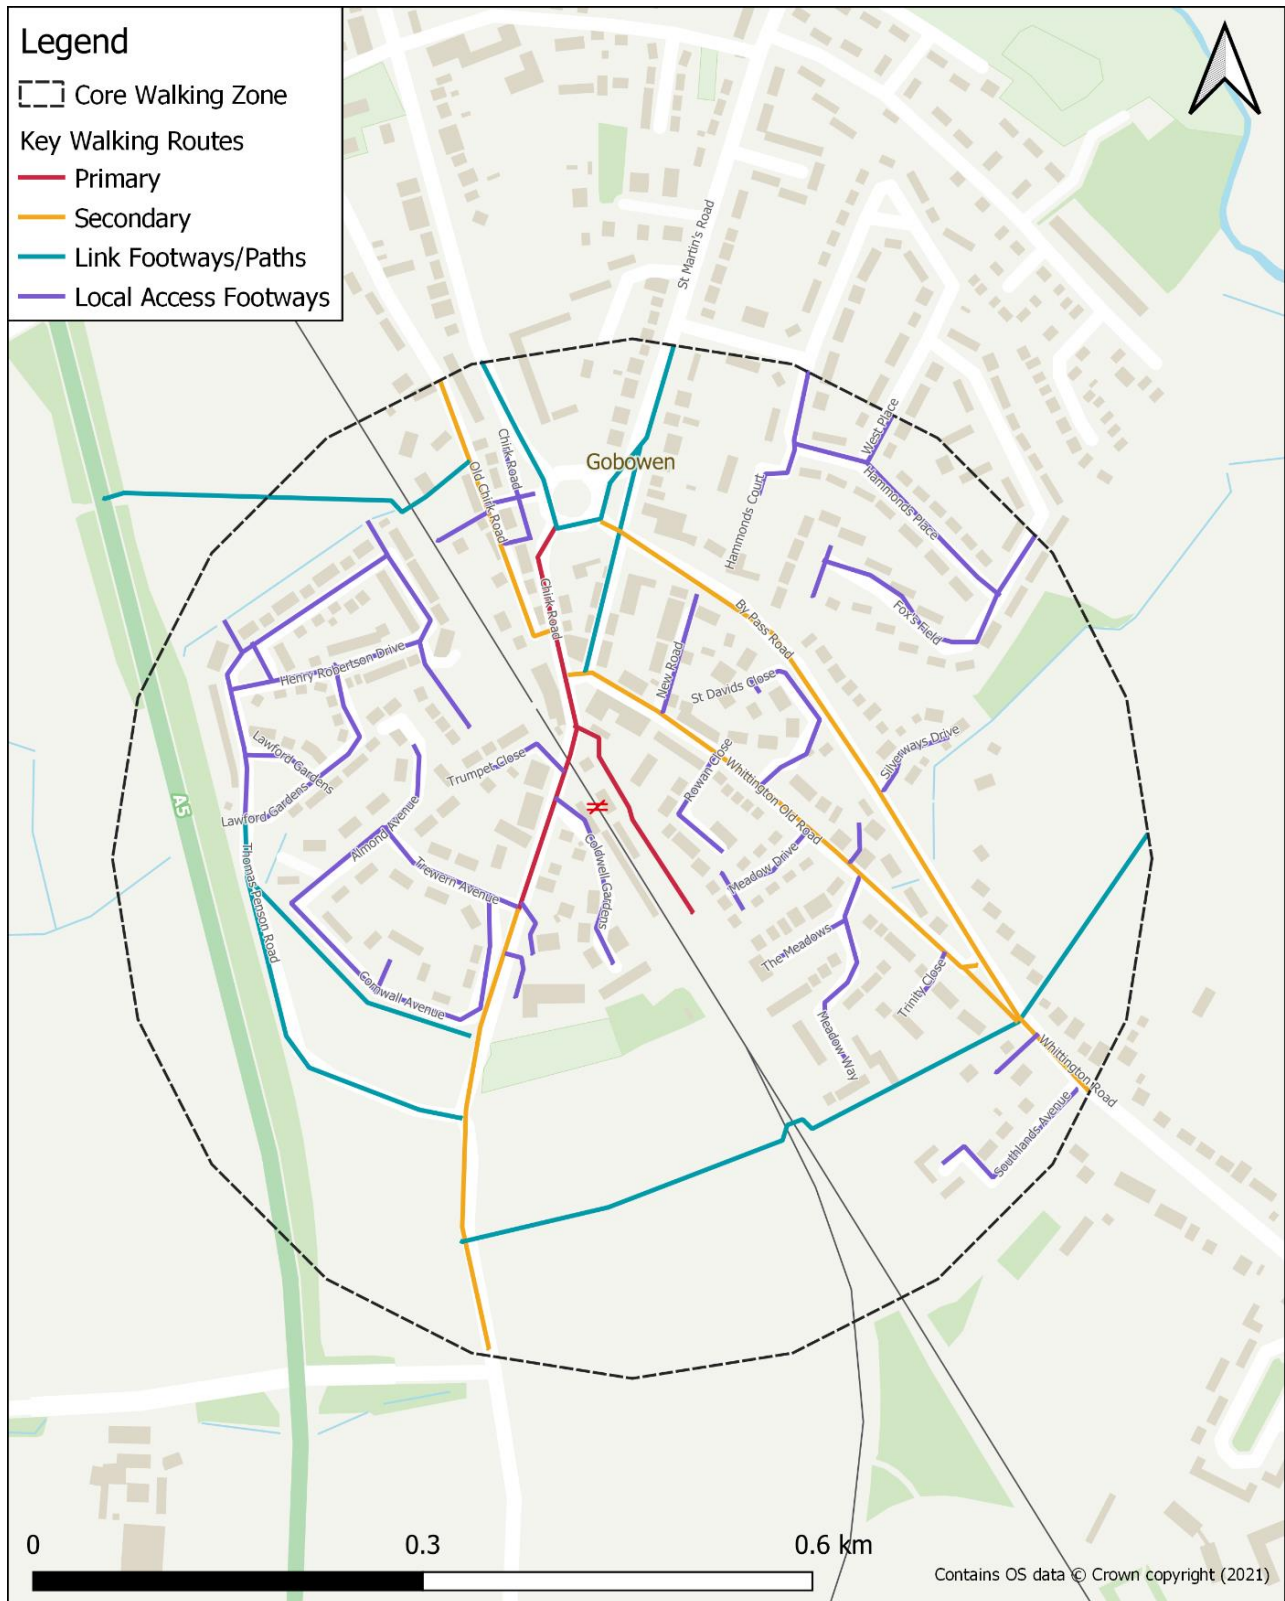 Legend
Core Walking Zone
Key Walking Routes
Primary
Secondary
Link Footways/Paths
Local Access Footways
St Martin's Road
Chirk Road
Gobowen
West Place
Old Chirk Road
Hammonds Place
Hammonds Court
Chirk Road
By Pass Road
Fox's Field
Henry Robertson Drive
New Road
St Davids Close
Lawford Gardens
Trumpet Close
Rowan Close
Silverways Drive
A5
Lawford Gardens
Almond Avenue
Whittington Old Road
Thomas Penson Road
Trewern Avenue
Coldwell Gardens
Meadow Drive
The Meadows
Cornwall Avenue
Trinity Close
Meadow Way
Whittington Road
Southlands Avenue
0 0.3 0.6 km
Contains OS data © Crown copyright (2021)